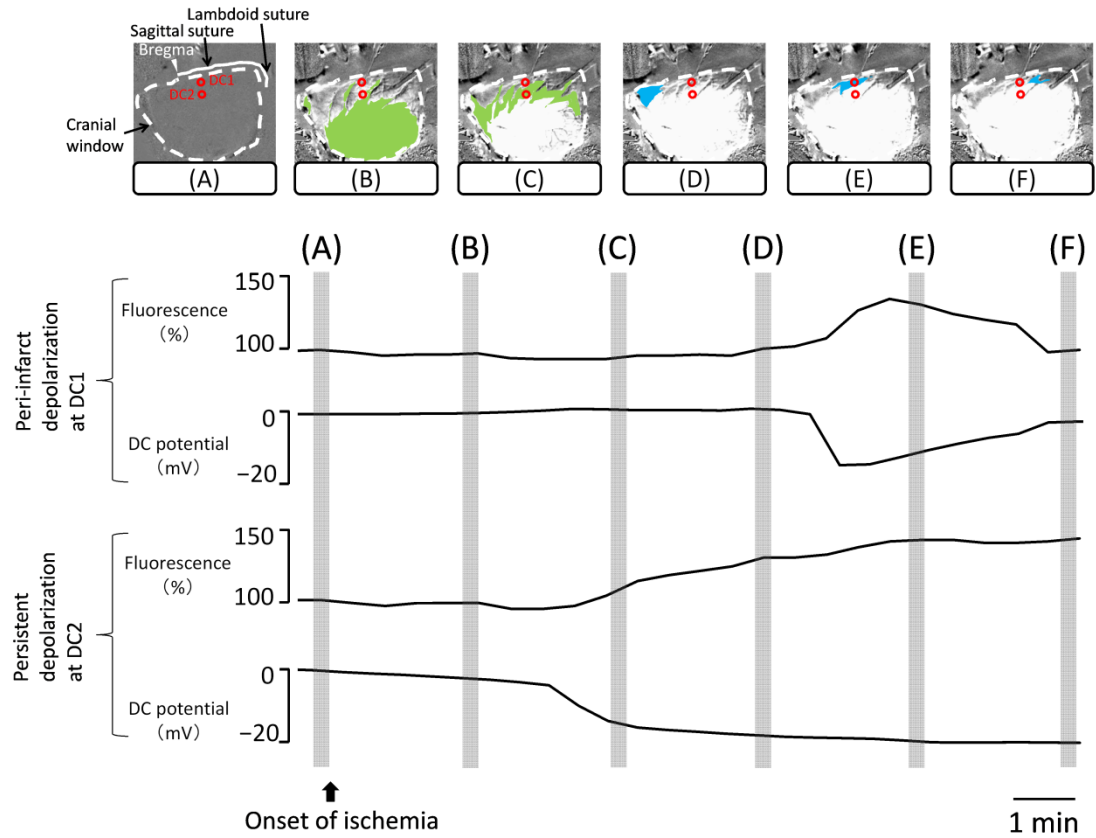 Lambdoid suture
Sagittal suture
Bregma
DC1
DC2
Cranial
window
(A)
(B)
(C)
(D)
(E)
(F)
(A)
(B)
(C)
(D)
(E)
(F)
Peri-infarct
depolarization
at DC1
Fluorescence
(%)
150
100
DC potential
(mV)
0
−20
Persistent
depolarization
at DC2
Fluorescence
(%)
150
100
DC potential
(mV)
0
−20
Onset of ischemia
1 min